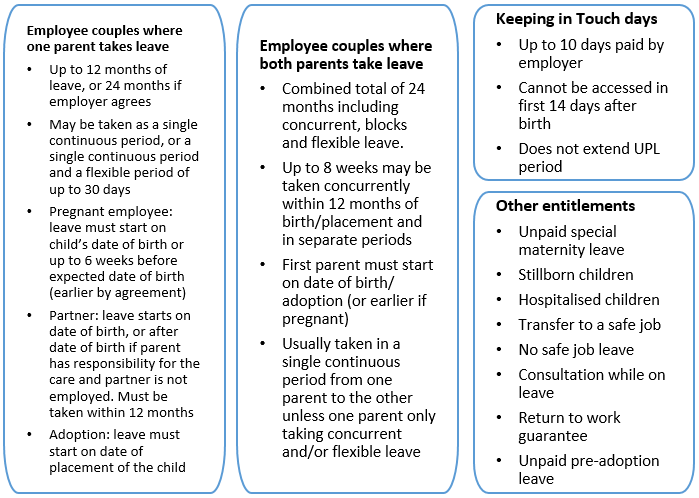 Employee couples where
one parent takes leave
• Up to 12 months of
leave, or 24 months if
employer agrees
• May be taken as a single
continuous period, or a
single continuous period
and a flexible period of
up to 30 days
• Pregnant employee:
leave must start on
child's date of birth or
up to 6 weeks before
expected date of birth
(earlier by agreement)
• Partner: leave starts on
date of birth, or after
date of birth if parent
has responsibility for the
care and partner is not
employed. Must be
taken within 12 months
• Adoption: leave must
start on date of
placement of the child
Employee couples where
both parents take leave
• Combined total of 24
months including
concurrent, blocks
and flexible leave.
• Up to 8 weeks may be
taken concurrently
within 12 months of
birth/placement and
in separate periods
• First parent must start
on date of birth/
adoption (or earlier if
pregnant)
• Usually taken in a
single continuous
period from one
parent to the other
unless one parent only
taking concurrent
and/or flexible leave
Keeping in Touch days
• Up to 10 days paid by
employer
• Cannot be accessed in
first 14 days after
birth
• Does not extend UPL
period
Other entitlements
• Unpaid special
maternity leave
• Stillborn children
• Hospitalised children
• Transfer to a safe job
• No safe job leave
• Consultation while on
leave
• Return to work
guarantee
• Unpaid pre-adoption
leave